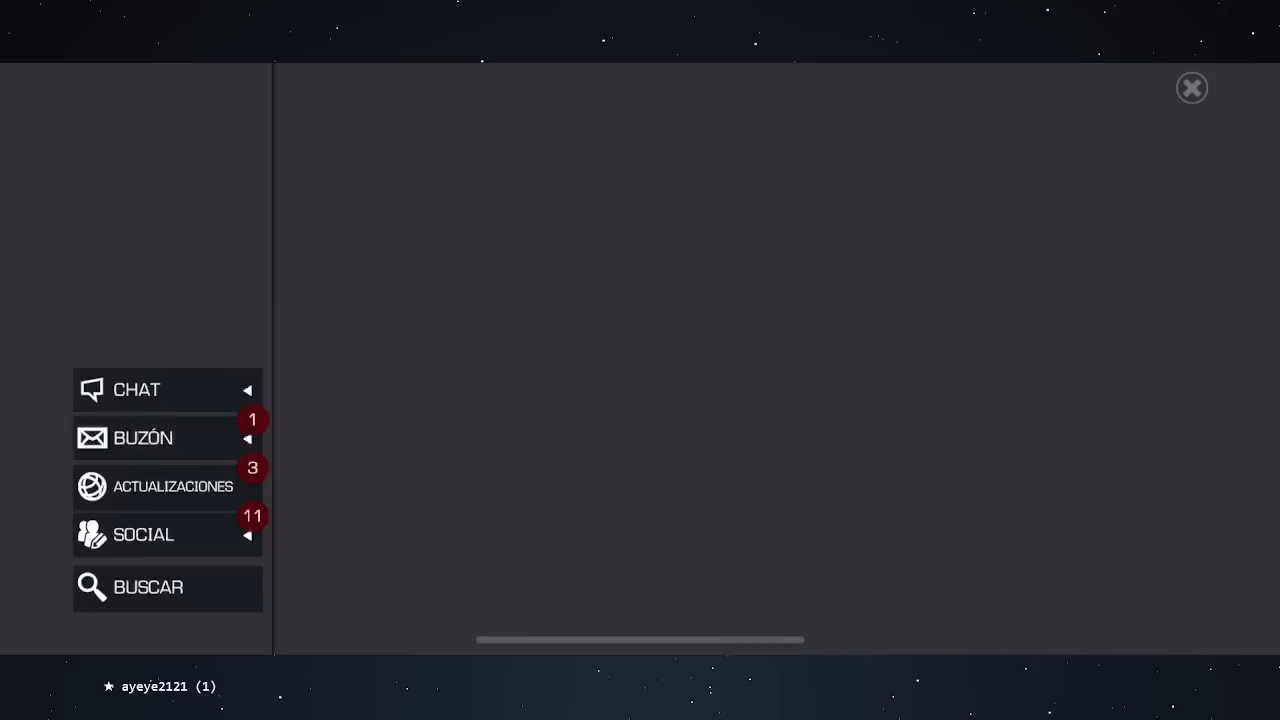 CHAT
1
BUZÓN
3
ACTUALIZACIONES
11
SOCIAL
BUSCAR
★ ayeye2121 (1)